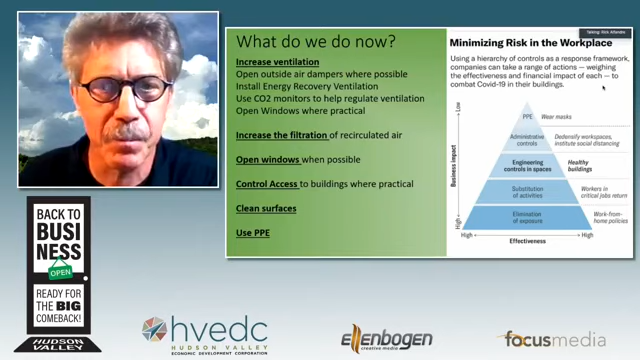 What do we do now?
Increase ventilation
Open outside air dampers where possible
Install Energy Recovery Ventilation
Use CO2 monitors to help regulate ventilation
Open Windows where practical
Increase the filtration of recirculated air
Open windows when possible
Control Access to buildings where practical
Clean surfaces
Use PPE
Talking: Rick Alfandre
Minimizing Risk in the Workplace
Using a hierarchy of controls as a response framework,
companies can take a range of actions — weighing
the effectiveness and financial impact of each — to
combat Covid-19 in their buildings.
Low
Business impact
High
PPE
Wear masks
Administrative
controls
Dedensify workspaces,
institute social distancing
Engineering
controls in spaces
Healthy
buildings
Substitution
of activities
Workers in
critical jobs return
Elimination
of exposure
Work-from-
home policies
High
High
Effectiveness
BACK TO
BUSI
NESS
OPEN
READY
FOR THE
BIG
COMEBACK!
HUDSON
VALLEY
hvedc
HUDSON VALLEY
ECONOMIC DEVELOPMENT CORPORATION
Ellenbogen
creative media
focusmedia